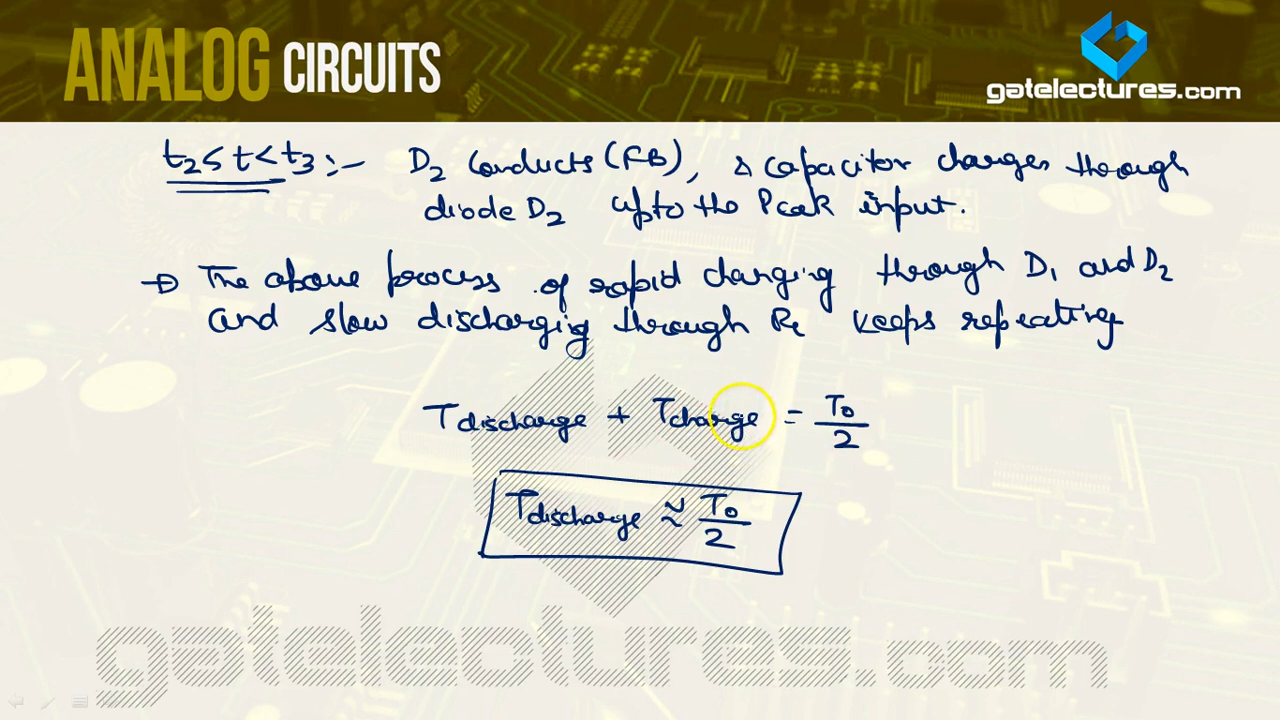 ANALOG CIRCUITS
gatelectures.com
t₂ ≤ t < t₃ :- D₂ conducts (FB), & capacitor charges through
diode D₂ upto the Peak input.
→ The above process of rapid charging through D₁ and D₂
and slow discharging through RL keeps repeating
Tdischarge + Tcharge = T₀/2
Tdischarge ≈ T₀/2
gatelectures.com